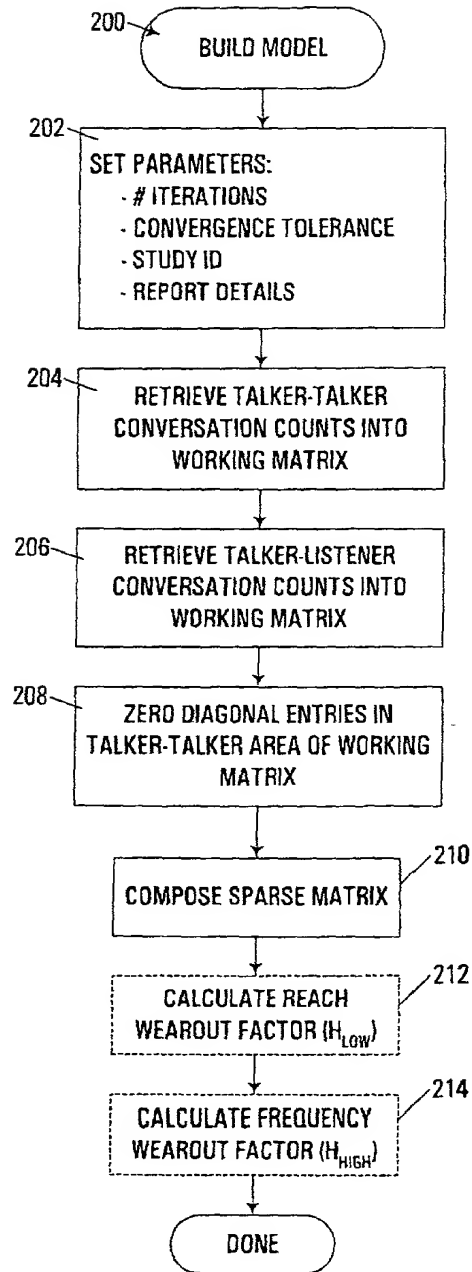 200
BUILD MODEL
202
SET PARAMETERS:
- # ITERATIONS
- CONVERGENCE TOLERANCE
- STUDY ID
- REPORT DETAILS
204
RETRIEVE TALKER-TALKER
CONVERSATION COUNTS INTO
WORKING MATRIX
206
RETRIEVE TALKER-LISTENER
CONVERSATION COUNTS INTO
WORKING MATRIX
208
ZERO DIAGONAL ENTRIES IN
TALKER-TALKER AREA OF WORKING
MATRIX
210
COMPOSE SPARSE MATRIX
212
CALCULATE REACH
WEAROUT FACTOR (HLOW)
214
CALCULATE FREQUENCY
WEAROUT FACTOR (HHIGH)
DONE